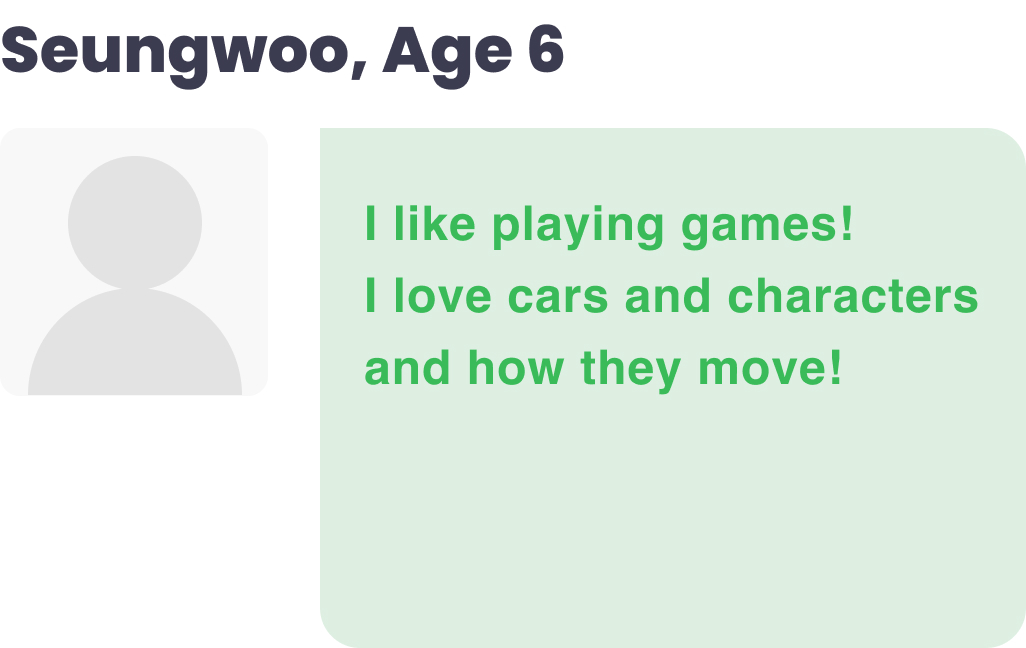 Seungwoo, Age 6
I like playing games!
I love cars and characters
and how they move!